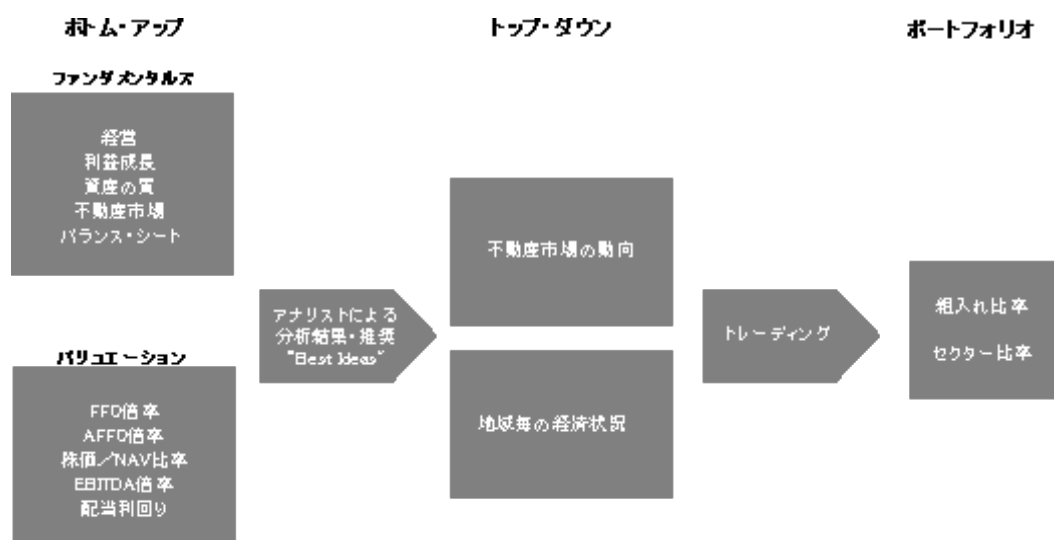 ボトム・アップ
トップ・ダウン
ポートフォリオ
ファンダメンタルズ
経営
利益成長
資産の質
不動産市場
バランス・シート
バリュエーション
FFO倍率
AFFO倍率
株価／NAV比率
EBITDA倍率
配当利回り
アナリストによる
分析結果・推奨
"Best Ideas"
不動産市場の動向
地域毎の経済状況
トレーディング
組入れ比率
セクター比率